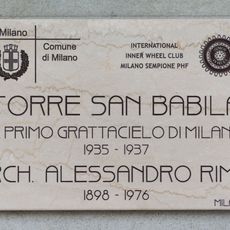 Milano
Comune
di Milano
INTERNATIONAL
INNER WHEEL CLUB
MILANO SEMPIONE PHF
TORRE SAN BABILA
PRIMO GRATTACIELO DI MILAN
1935 - 1937
RCH. ALESSANDRO RIM
1898 - 1976
MIL